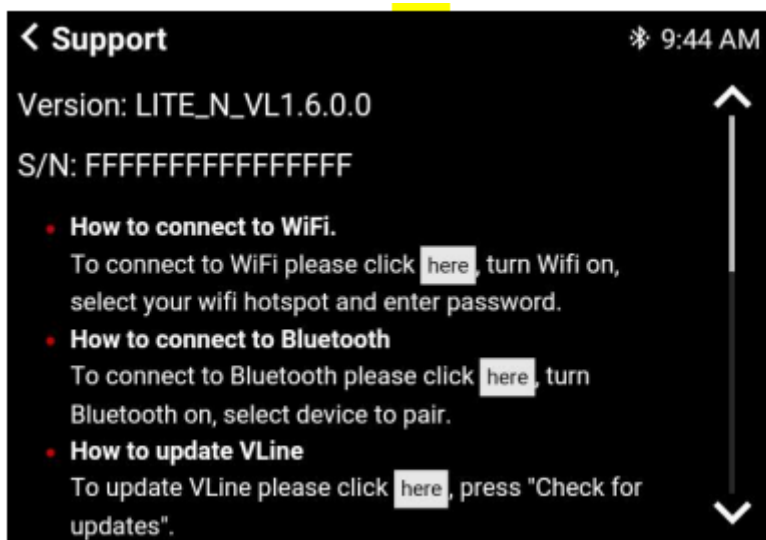 Support
9:44 AM
Version: LITE_N_VL1.6.0.0
S/N: FFFFFFFFFFFFFFFF
How to connect to WiFi.
To connect to WiFi please click here, turn Wifi on,
select your wifi hotspot and enter password.
How to connect to Bluetooth
To connect to Bluetooth please click here, turn
Bluetooth on, select device to pair.
How to update VLine
To update VLine please click here, press "Check for
updates".